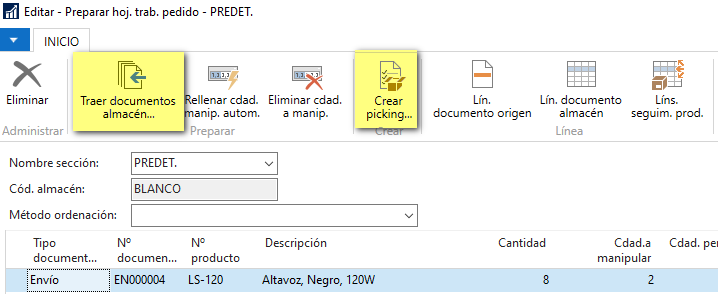 Editar - Preparar hoj. trab. pedido - PREDET.
INICIO
Eliminar
Traer documentos almacén...
Rellenar cdad. manip. autom.
Eliminar cdad. a manip.
Crear picking...
Lín. documento origen
Lín. documento almacén
Líns. seguim. prod.
Administrar
Preparar
Crear
Línea
Nombre sección: PREDET.
Cód. almacén: BLANCO
Método ordenación:
Tipo document... Nº documen... Nº producto Descripción Cantidad Cdad.a manipular Cdad. pe
Envío EN000004 LS-120 Altavoz, Negro, 120W 8 2